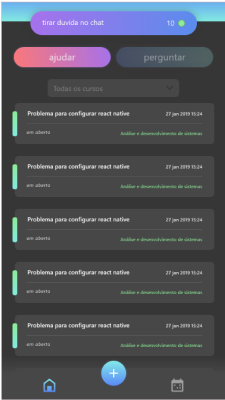 tirar duvida no chat 10
ajudar perguntar
Todas os cursos
Problema para configurar react native 27 jan 2019 13:24
em aberto Análise e desenvolvimento de sistemas
Problema para configurar react native 27 jan 2019 13:24
em aberto Análise e desenvolvimento de sistemas
Problema para configurar react native 27 jan 2019 13:24
em aberto Análise e desenvolvimento de sistemas
Problema para configurar react native 27 jan 2019 13:24
em aberto Análise e desenvolvimento de sistemas
Problema para configurar react native 27 jan 2019 13:24
em aberto Análise e desenvolvimento de sistemas